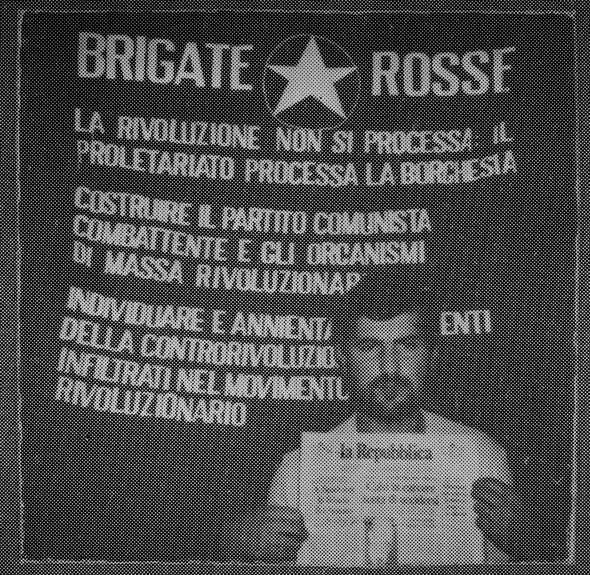 BRIGATE ROSSE
LA RIVOLUZIONE NON SI PROCESSA: IL
PROLETARIATO PROCESSA LA BORGHESIA
COSTRUIRE IL PARTITO COMUNISTA
COMBATTENTE E GLI ORGANISMI
DI MASSA RIVOLUZIONAR
INDIVIDUARE E ANNIENTA ENTI
DELLA CONTRORIVOLUZIO
INFILTRATI NEL MOVIMENTO
RIVOLUZIONARIO
la Repubblica